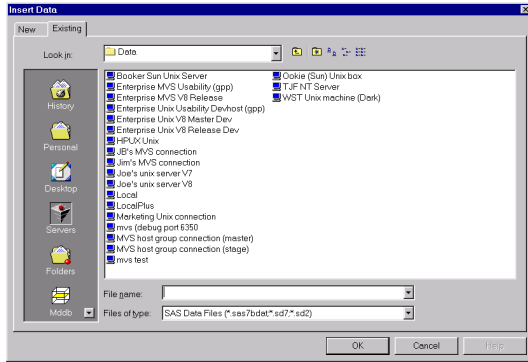 Insert Data
New Existing
Look in: Data
History
Personal
Desktop
Servers
Folders
Mddb
Booker Sun Unix Server
Enterprise MVS Usability (gpp)
Enterprise MVS V8 Release
Enterprise Unix Usability Devhost (gpp)
Enterprise Unix V8 Master Dev
Enterprise Unix V8 Release Dev
HPUX Unix
JB's MVS connection
Jim's MVS connection
Joe's unix server V7
Joe's unix server V8
Local
LocalPlus
Marketing Unix connection
mvs (debug port 6350
MVS host group connection (master)
MVS host group connection (stage)
mvs test
Ookie (Sun) Unix box
TJF NT Server
WST Unix machine (Dark)
File name:
Files of type: SAS Data Files (*.sas7bdat;*.sd7;*.sd2)
OK Cancel Help